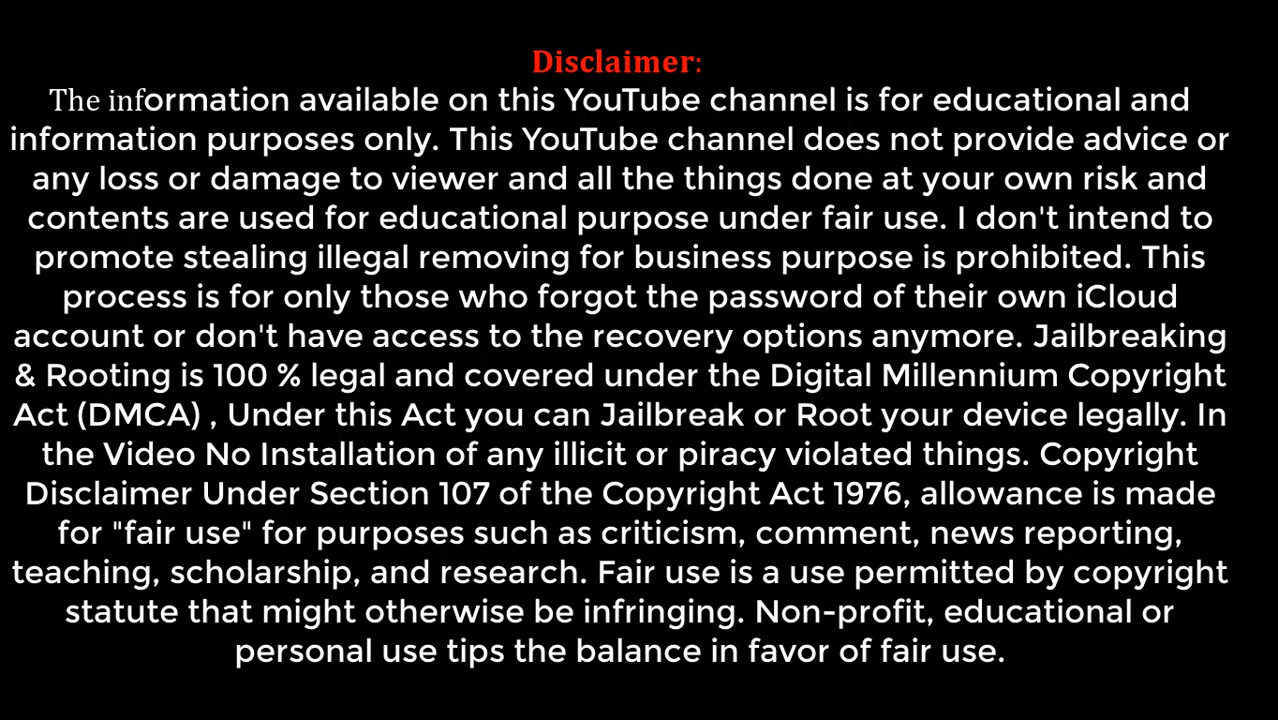 Disclaimer:
The information available on this YouTube channel is for educational and
information purposes only. This YouTube channel does not provide advice or
any loss or damage to viewer and all the things done at your own risk and
contents are used for educational purpose under fair use. I don't intend to
promote stealing illegal removing for business purpose is prohibited. This
process is for only those who forgot the password of their own iCloud
account or don't have access to the recovery options anymore. Jailbreaking
& Rooting is 100 % legal and covered under the Digital Millennium Copyright
Act (DMCA) , Under this Act you can Jailbreak or Root your device legally. In
the Video No Installation of any illicit or piracy violated things. Copyright
Disclaimer Under Section 107 of the Copyright Act 1976, allowance is made
for "fair use" for purposes such as criticism, comment, news reporting,
teaching, scholarship, and research. Fair use is a use permitted by copyright
statute that might otherwise be infringing. Non-profit, educational or
personal use tips the balance in favor of fair use.